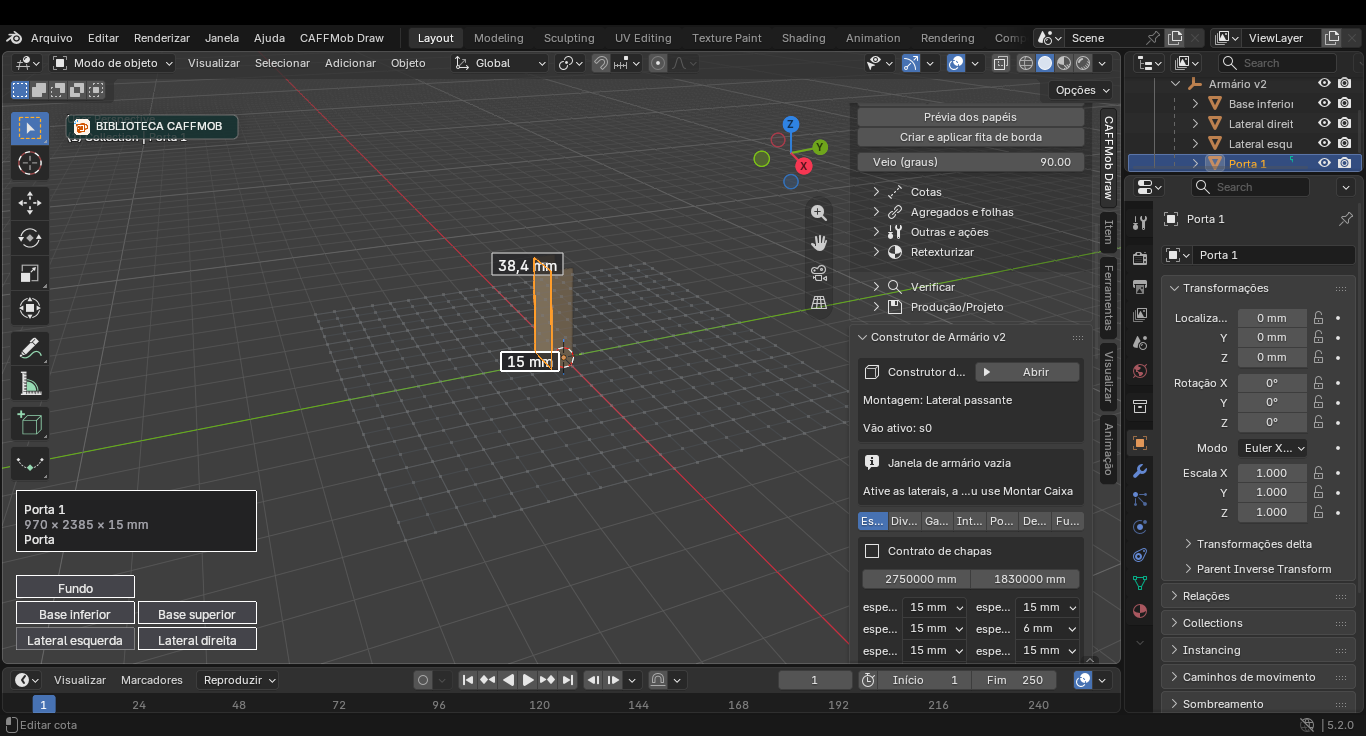 Arquivo Editar Renderizar Janela Ajuda CAFFMob Draw Layout Modeling Sculpting UV Editing Texture Paint Shading Animation Rendering Comp Scene ViewLayer
Modo de objeto Visualizar Selecionar Adicionar Objeto Global Search
Opções
BIBLIOTECA CAFFMOB
Z
Y
X
38,4 mm
15 mm
Porta 1
970 × 2385 × 15 mm
Porta
Fundo
Base inferior Base superior
Lateral esquerda Lateral direita
Prévia dos papéis
Criar e aplicar fita de borda
Veio (graus) 90.00
Cotas
Agregados e folhas
Outras e ações
Retexturizar
Verificar
Produção/Projeto
Construtor de Armário v2
Construtor d... Abrir
Montagem: Lateral passante
Vão ativo: s0
Janela de armário vazia
Ative as laterais, a ...u use Montar Caixa
Es... Div... Ga... Int... Po... De... Fu...
Contrato de chapas
2750000 mm 1830000 mm
espe... 15 mm espe... 15 mm
espe... 15 mm espe... 6 mm
espe... 15 mm espe... 15 mm
CAFFMob Draw
Item
Ferramentas
Visualizar
Animação
Armário v2
Base inferior
Lateral direit
Lateral esqu
Porta 1
Search
Porta 1
Porta 1
Transformações
Localiza... 0 mm
Y 0 mm
Z 0 mm
Rotação X 0°
Y 0°
Z 0°
Modo Euler X...
Escala X 1.000
Y 1.000
Z 1.000
Transformações delta
Parent Inverse Transform
Relações
Collections
Instancing
Caminhos de movimento
Sombreamento
Visualizar Marcadores Reproduzir 1 Início 1 Fim 250
1 24 48 72 96 120 144 168 192 216 240
Editar cota 5.2.0